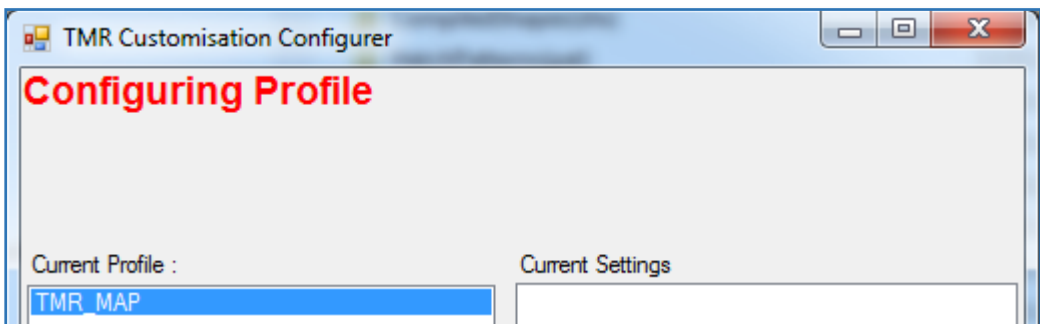 TMR Customisation Configurer
Configuring Profile
Current Profile :
Current Settings
TMR_MAP